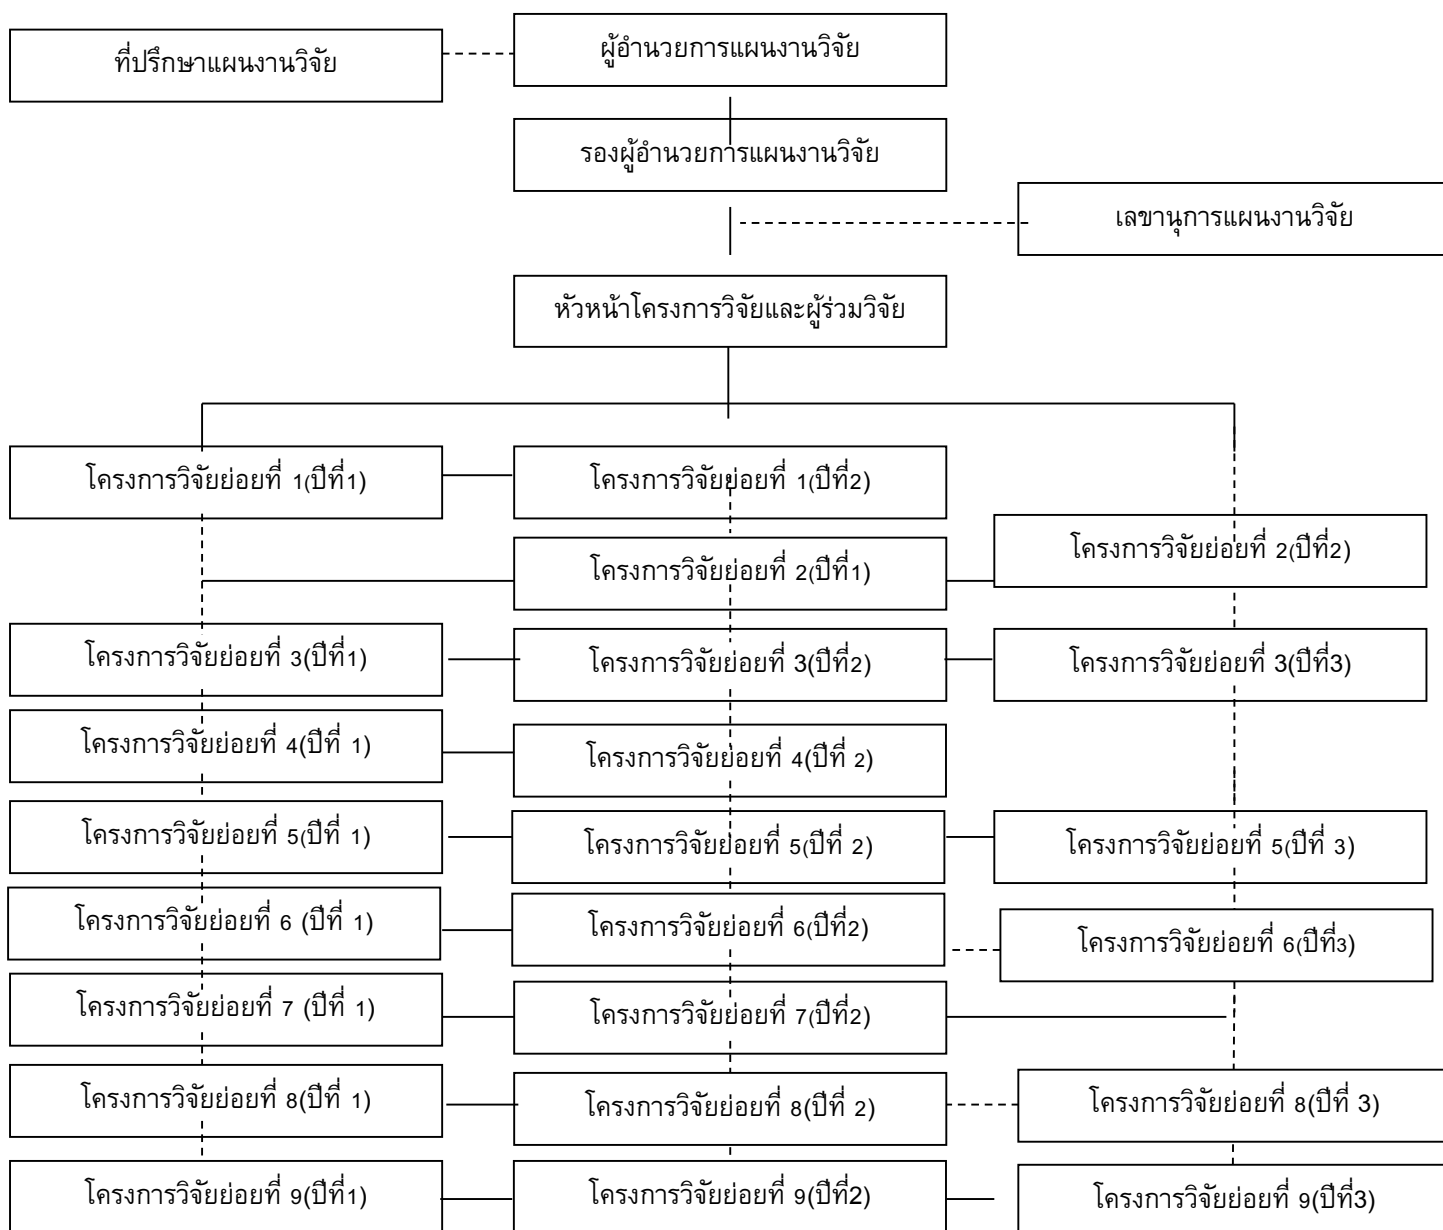 ที่ปรึกษาแผนงานวิจัย
ผู้อำนวยการแผนงานวิจัย
รองผู้อำนวยการแผนงานวิจัย
เลขานุการแผนงานวิจัย
หัวหน้าโครงการวิจัยและผู้ร่วมวิจัย
โครงการวิจัยย่อยที่ 1(ปีที่1)
โครงการวิจัยย่อยที่ 1(ปีที่2)
โครงการวิจัยย่อยที่ 2(ปีที่1)
โครงการวิจัยย่อยที่ 2(ปีที่2)
โครงการวิจัยย่อยที่ 3(ปีที่1)
โครงการวิจัยย่อยที่ 3(ปีที่2)
โครงการวิจัยย่อยที่ 3(ปีที่3)
โครงการวิจัยย่อยที่ 4(ปีที่ 1)
โครงการวิจัยย่อยที่ 4(ปีที่ 2)
โครงการวิจัยย่อยที่ 5(ปีที่ 1)
โครงการวิจัยย่อยที่ 5(ปีที่ 2)
โครงการวิจัยย่อยที่ 5(ปีที่ 3)
โครงการวิจัยย่อยที่ 6 (ปีที่ 1)
โครงการวิจัยย่อยที่ 6(ปีที่2)
โครงการวิจัยย่อยที่ 6(ปีที่3)
โครงการวิจัยย่อยที่ 7 (ปีที่ 1)
โครงการวิจัยย่อยที่ 7(ปีที่2)
โครงการวิจัยย่อยที่ 8(ปีที่ 1)
โครงการวิจัยย่อยที่ 8(ปีที่ 2)
โครงการวิจัยย่อยที่ 8(ปีที่ 3)
โครงการวิจัยย่อยที่ 9(ปีที่1)
โครงการวิจัยย่อยที่ 9(ปีที่2)
โครงการวิจัยย่อยที่ 9(ปีที่3)